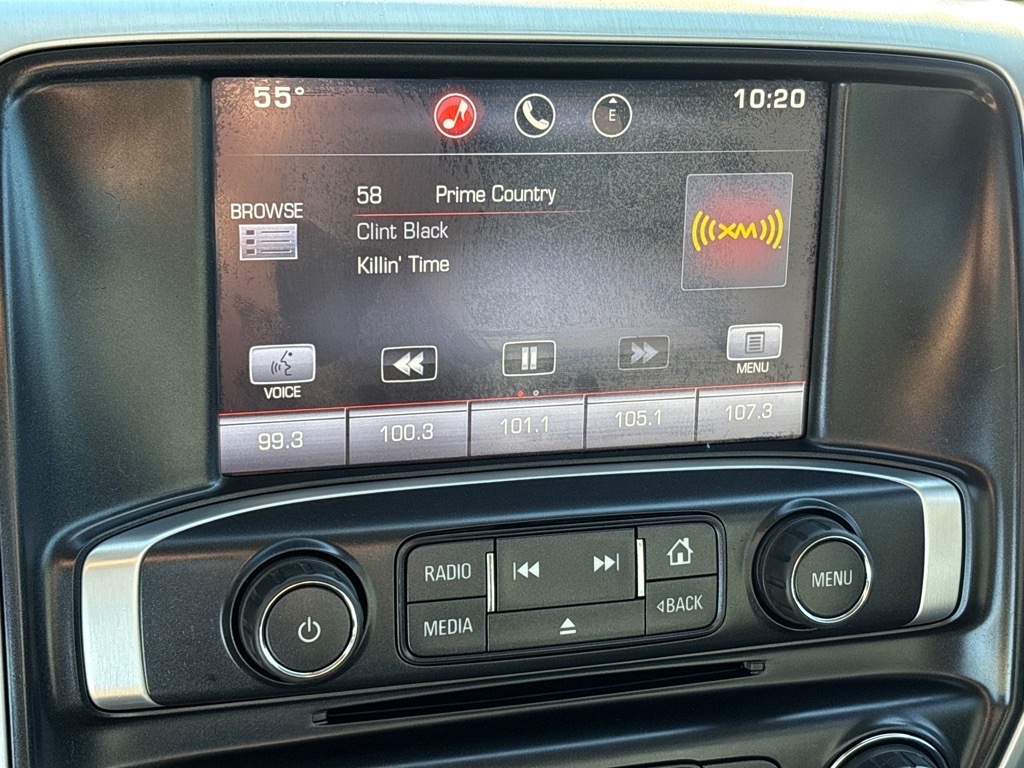 55° E 10:20
58 Prime Country
BROWSE
Clint Black
Killin' Time
XM
VOICE
MENU
99.3 100.3 101.1 105.1 107.3
RADIO
MEDIA
BACK
MENU